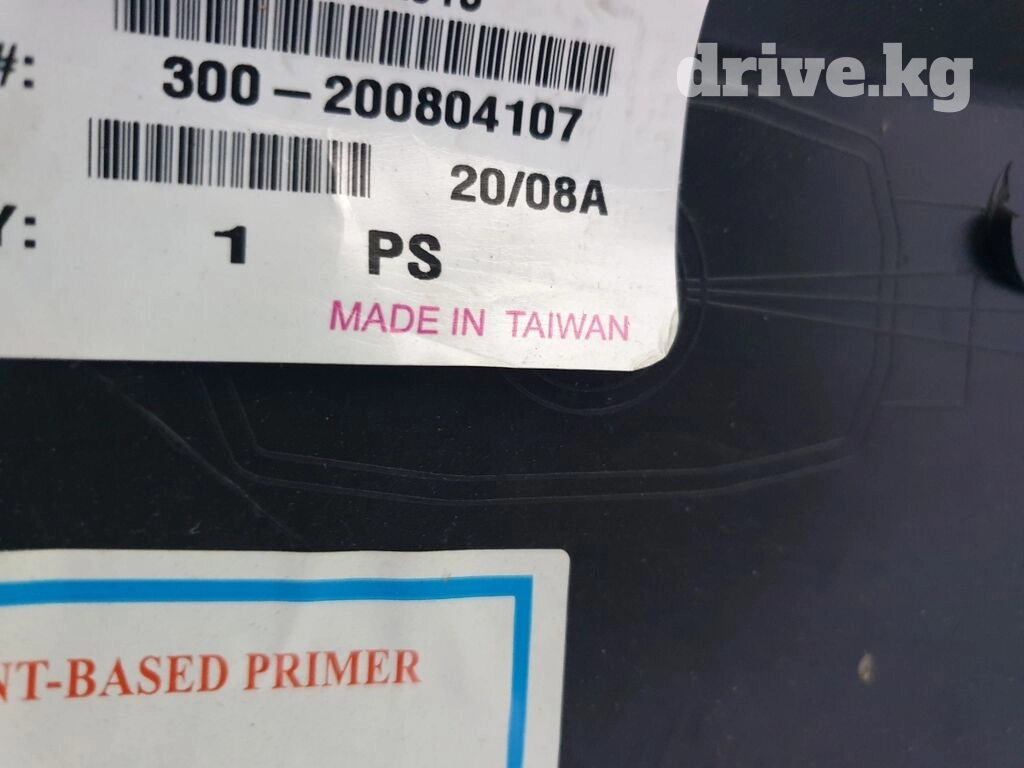 drive.kg
#:
300-200804107
20/08A
Y:
1 PS
MADE IN TAIWAN
NT-BASED PRIMER